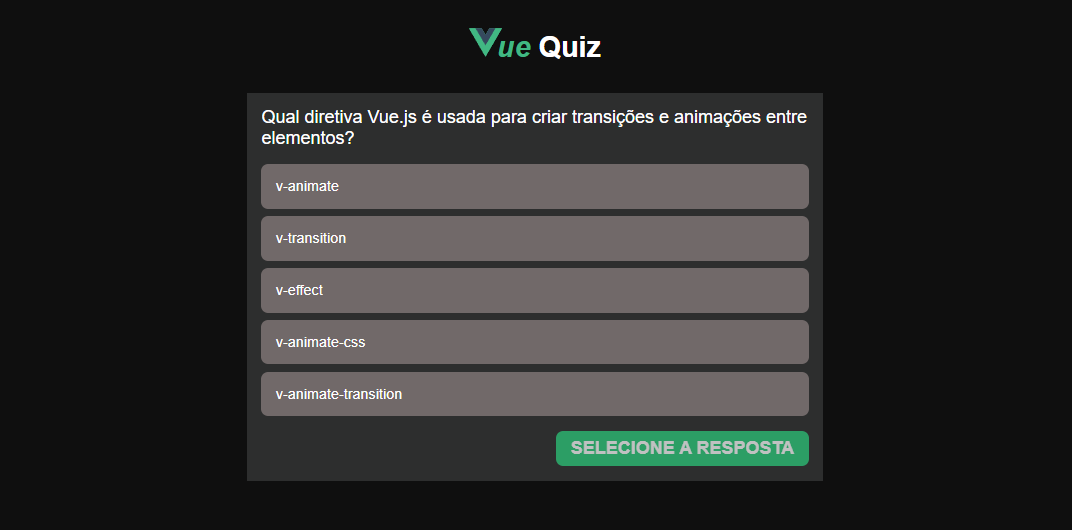 Vue Quiz
Qual diretiva Vue.js é usada para criar transições e animações entre
elementos?
v-animate
v-transition
v-effect
v-animate-css
v-animate-transition
SELECIONE A RESPOSTA